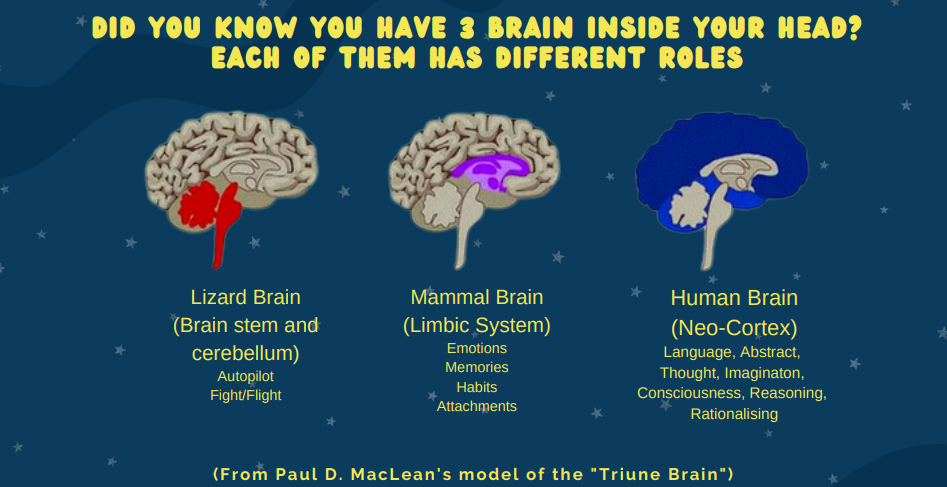 DID YOU KNOW YOU HAVE 3 BRAIN INSIDE YOUR HEAD?
EACH OF THEM HAS DIFFERENT ROLES
Lizard Brain
(Brain stem and
cerebellum)
Autopilot
Fight/Flight
Mammal Brain
(Limbic System)
Emotions
Memories
Habits
Attachments
Human Brain
(Neo-Cortex)
Language, Abstract,
Thought, Imaginaton,
Consciousness, Reasoning,
Rationalising
(From Paul D. MacLean's model of the "Triune Brain")